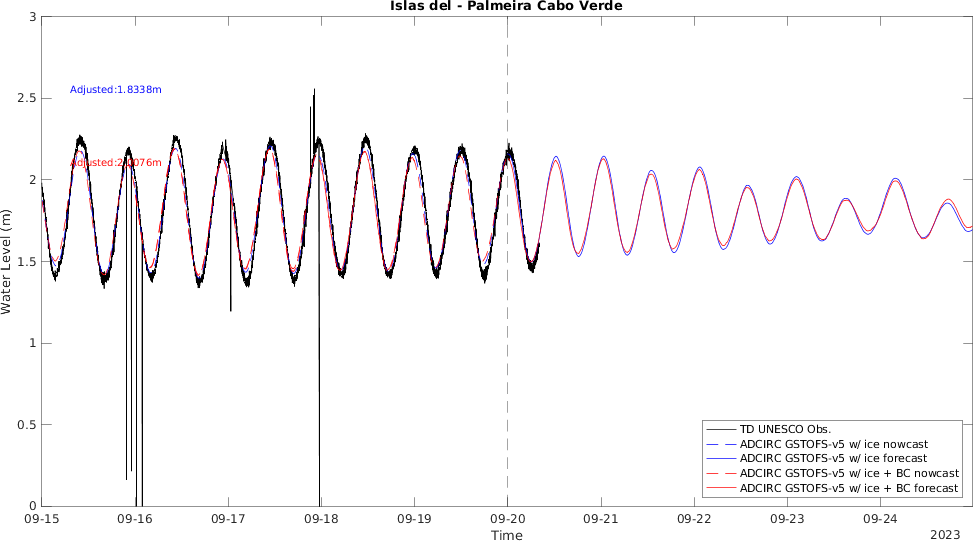 Islas del - Palmeira Cabo Verde
3
2.5
2
1.5
1
0.5
0
Water Level (m)
Adjusted:1.8338m
TD UNESCO Obs.
ADCIRC GSTOFS-v5 w/ ice nowcast
ADCIRC GSTOFS-v5 w/ ice forecast
ADCIRC GSTOFS-v5 w/ ice + BC nowcast
ADCIRC GSTOFS-v5 w/ ice + BC forecast
09-15 09-16 09-17 09-18 09-19 09-20 09-21 09-22 09-23 09-24
Time
2023